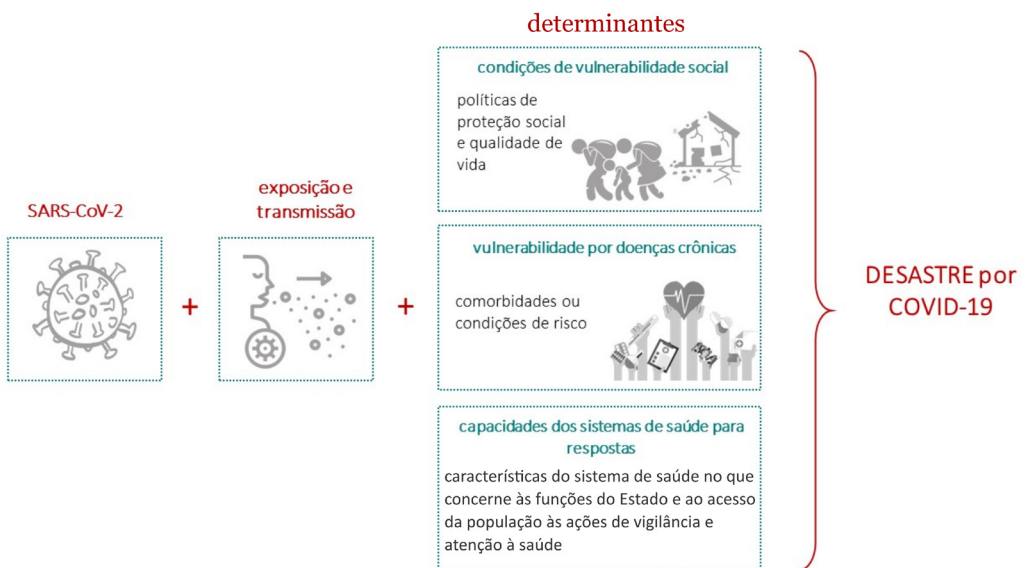 SARS-CoV-2
+
exposição e
transmissão
+
determinantes
condições de vulnerabilidade social
políticas de
proteção social
e qualidade de
vida
vulnerabilidade por doenças crônicas
comorbidades ou
condições de risco
capacidades dos sistemas de saúde para
respostas
características do sistema de saúde no que
concerne às funções do Estado e ao acesso
da população às ações de vigilância e
atenção à saúde
DESASTRE por
COVID-19